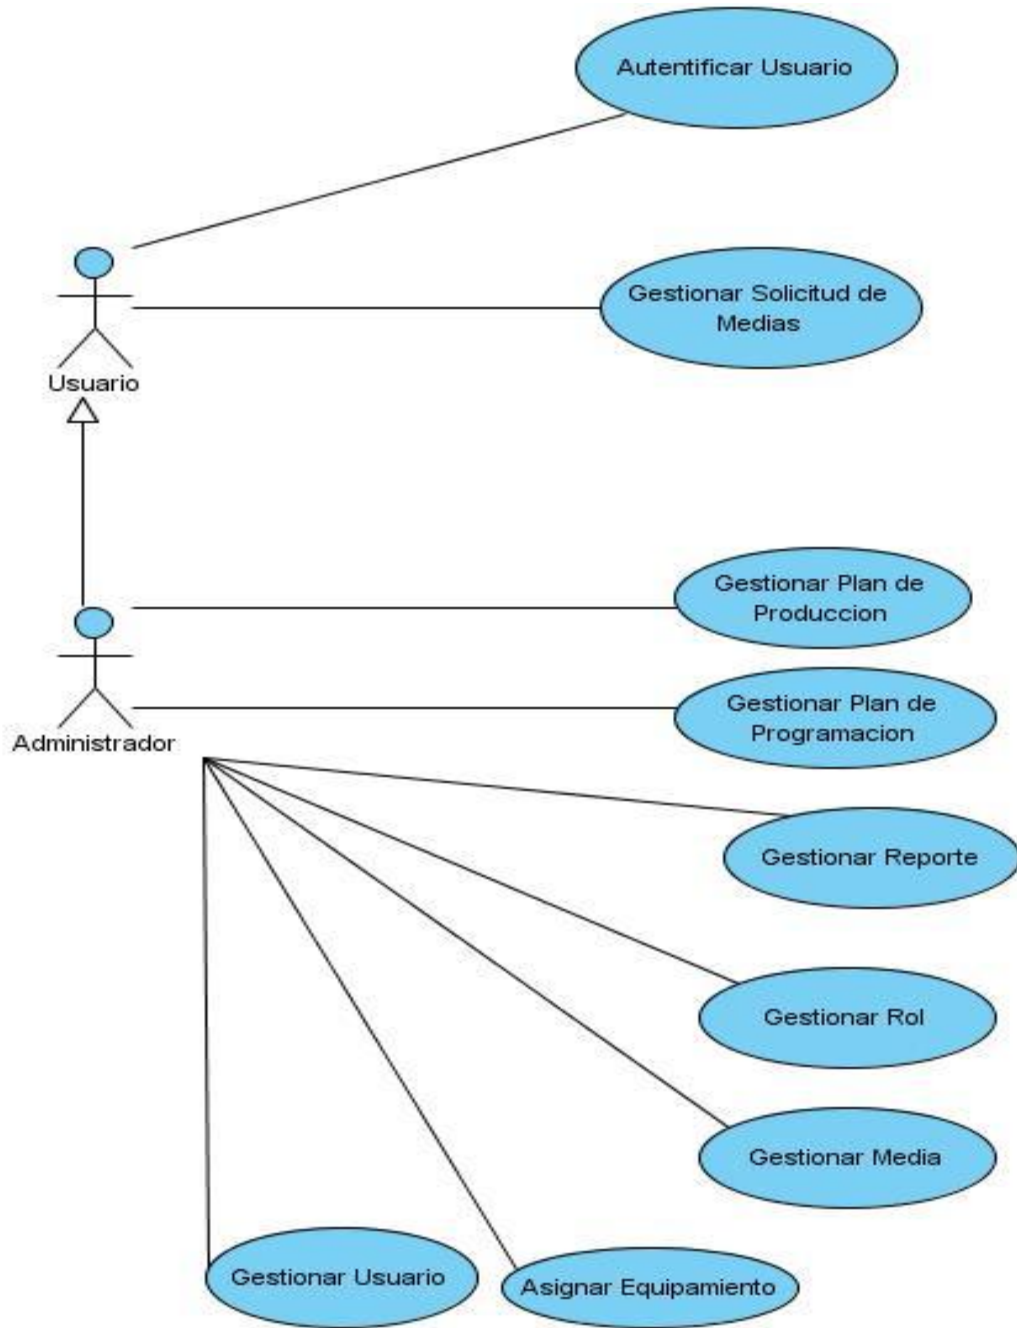 Autentificar Usuario
Gestionar Solicitud de
Medias
Usuario
Gestionar Plan de
Produccion
Gestionar Plan de
Programacion
Administrador
Gestionar Reporte
Gestionar Rol
Gestionar Media
Gestionar Usuario
Asignar Equipamiento